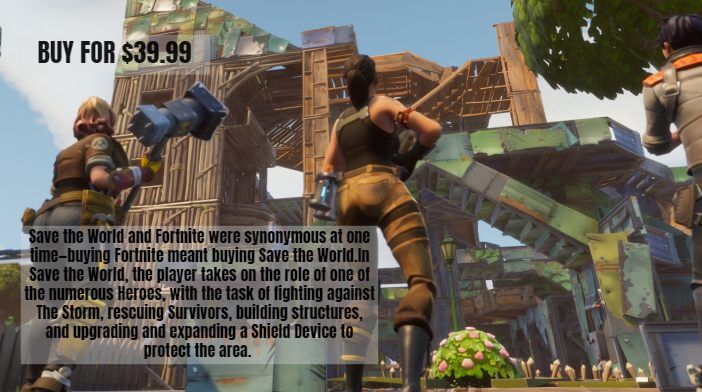 BUY FOR $39.99
Save the World and Fortnite were synonymous at one
time—buying Fortnite meant buying Save the World.In
Save the World, the player takes on the role of one of
the numerous Heroes, with the task of fighting against
The Storm, rescuing Survivors, building structures,
and upgrading and expanding a Shield Device to
protect the area.